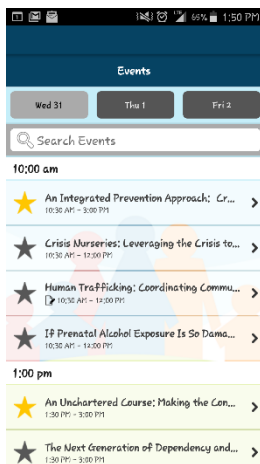 65% 1:50 PM
Events
Wed 31
Thu 1
Fri 2
Search Events
10:00 am
An Integrated Prevention Approach: Cr...
10:30 AM - 3:00 PM
Crisis Nurseries: Leveraging the Crisis to...
10:30 AM - 12:00 PM
Human Trafficking: Coordinating Commu...
10:30 AM - 12:00 PM
If Prenatal Alcohol Exposure Is So Dama...
10:30 AM - 12:00 PM
1:00 pm
An Unchartered Course: Making the Con...
1:30 PM - 3:00 PM
The Next Generation of Dependency and...
1:30 PM - 3:00 PM